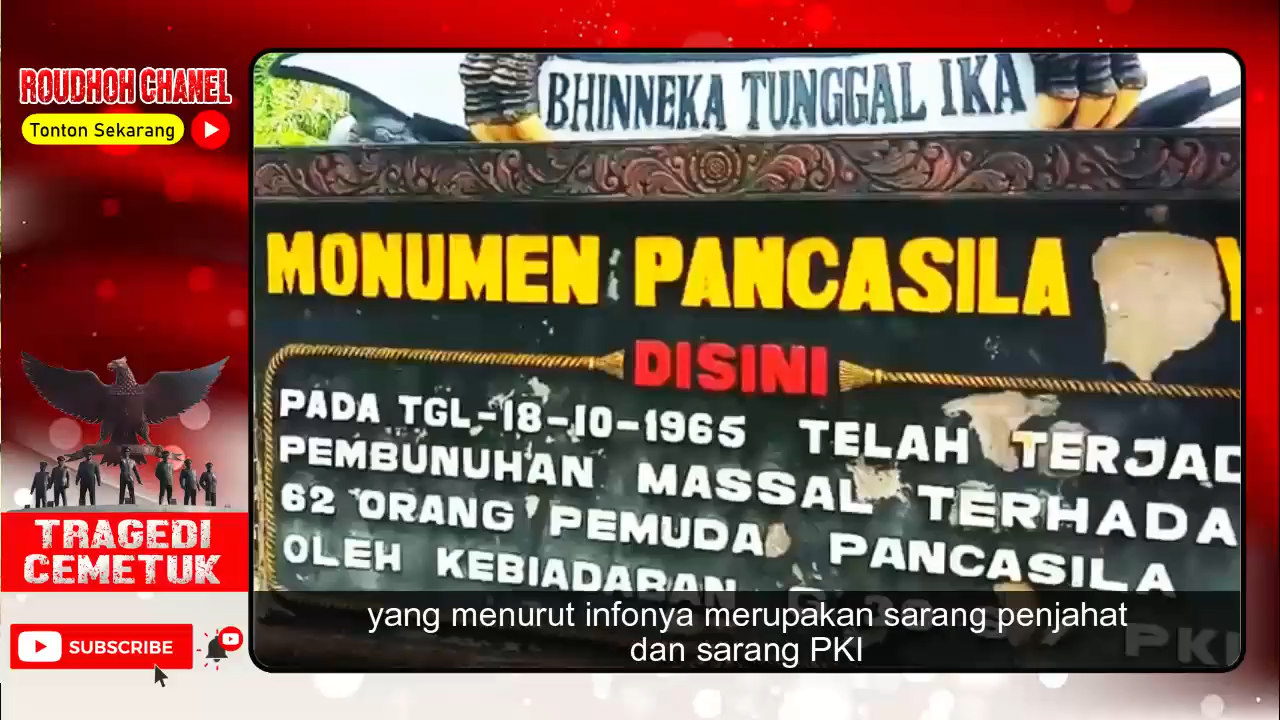 ROUDHOH CHANEL
Tonton Sekarang
TRAGEDI
CEMETUK
SUBSCRIBE
BHINNEKA TUNGGAL IKA
MONUMEN PANCASILA
DISINI
PADA TGL-18-10-1965 TELAH TERJAD
PEMBUNUHAN MASSAL TERHADA
62 ORANG PEMUDA PANCASILA
OLEH KEBIADABAN
PKI
yang menurut infonya merupakan sarang penjahat
dan sarang PKI